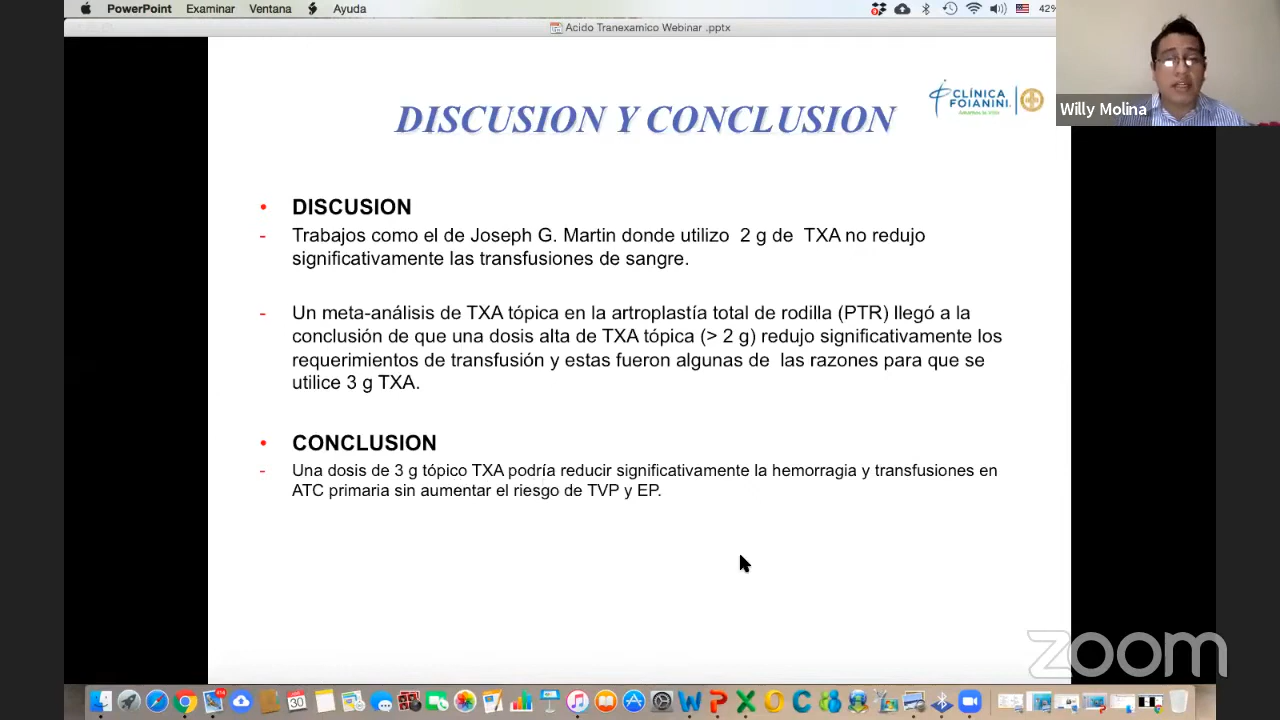 PowerPoint Examinar Ventana Ayuda
42%
Acido Tranexamico Webinar .pptx
Willy Molina
CLÍNICA
FOIANINI.
DISCUSION Y CONCLUSION
• DISCUSION
- Trabajos como el de Joseph G. Martin donde utilizo 2 g de TXA no redujo
significativamente las transfusiones de sangre.
- Un meta-análisis de TXA tópica en la artroplastía total de rodilla (PTR) llegó a la
conclusión de que una dosis alta de TXA tópica (> 2 g) redujo significativamente los
requerimientos de transfusión y estas fueron algunas de las razones para que se
utilice 3 g TXA.
• CONCLUSION
- Una dosis de 3 g tópico TXA podría reducir significativamente la hemorragia y transfusiones en
ATC primaria sin aumentar el riesgo de TVP y EP.
zoom
30